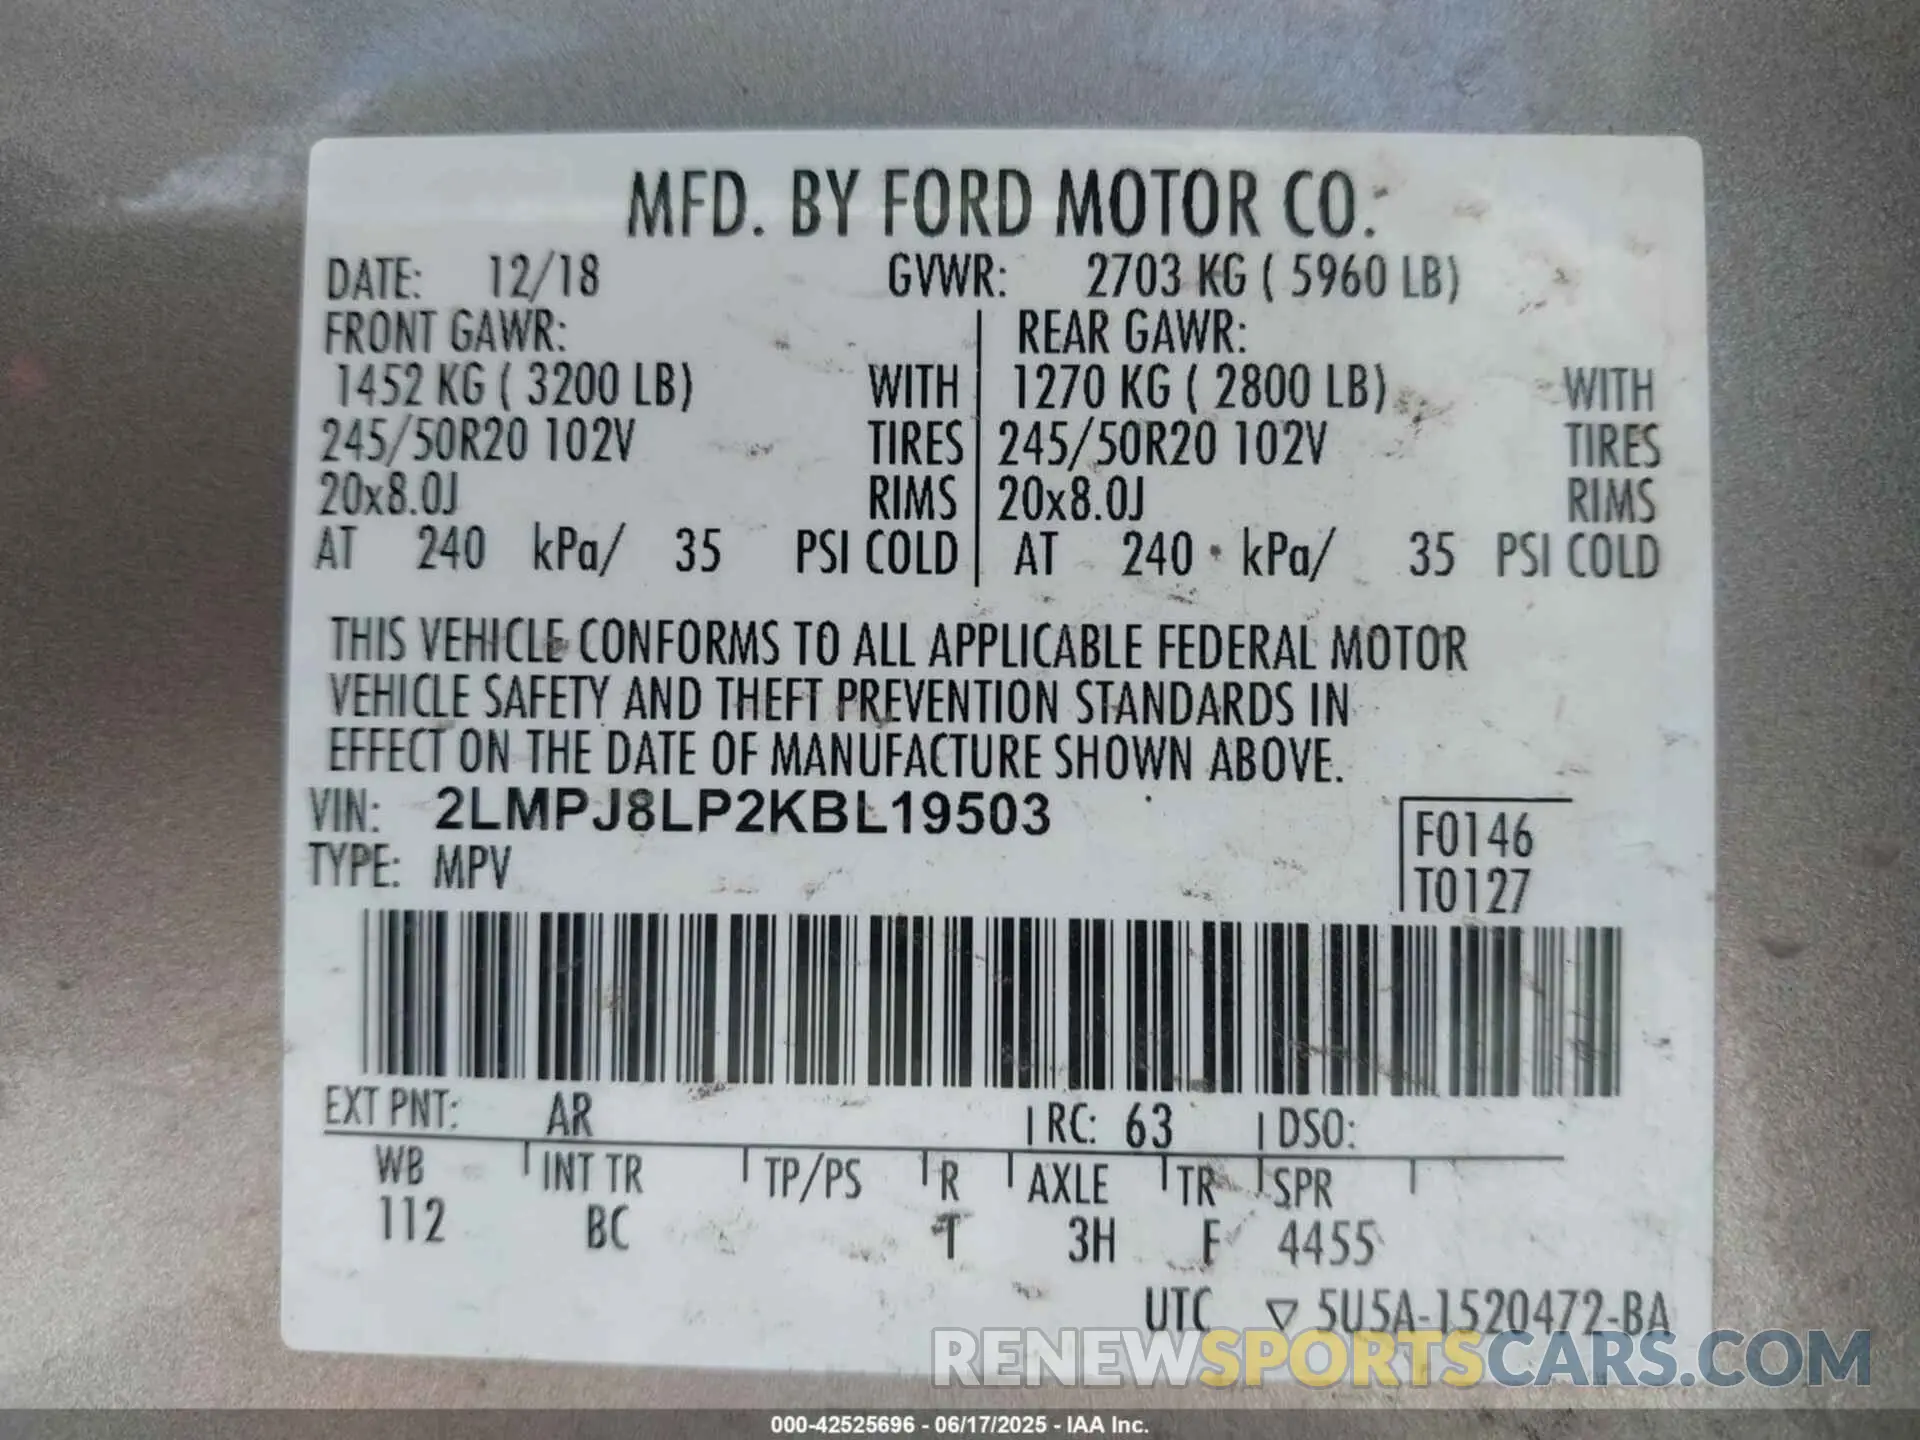 MFD. BY FORD MOTOR CO.
DATE: 12/18 GVWR: 2703 KG ( 5960 LB)
FRONT GAWR: REAR GAWR:
1452 KG ( 3200 LB) WITH 1270 KG ( 2800 LB) WITH
245/50R20 102V TIRES 245/50R20 102V TIRES
20x8.0J RIMS 20x8.0J RIMS
AT 240 kPa/ 35 PSI COLD AT 240 kPa/ 35 PSI COLD
THIS VEHICLE CONFORMS TO ALL APPLICABLE FEDERAL MOTOR
VEHICLE SAFETY AND THEFT PREVENTION STANDARDS IN
EFFECT ON THE DATE OF MANUFACTURE SHOWN ABOVE.
VIN: 2LMPJ8LP2KBL19503 F0146
TYPE: MPV T0127
EXT PNT: AR RC: 63 DSO:
WB INT TR TP/PS R AXLE TR SPR
112 BC T 3H F 4455
UTC ▽ 5U5A-1520472-BA
RENEWSPORTSCARS.COM
000-42525696 - 06/17/2025 - IAA Inc.